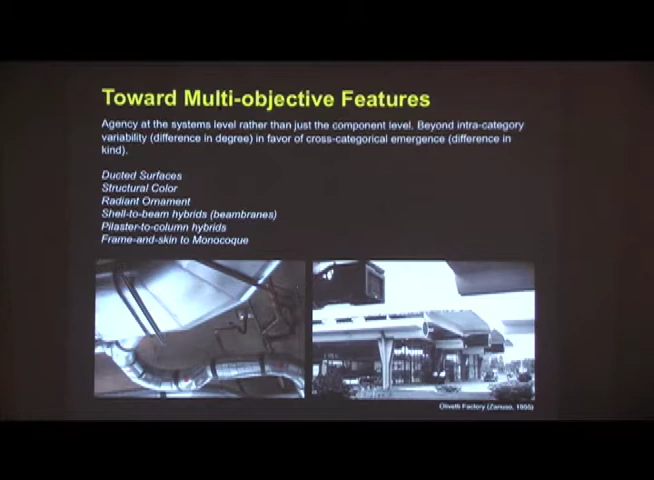 Toward Multi-objective Features
Agency at the systems level rather than just the component level. Beyond intra-category
variability (difference in degree) in favor of cross-categorical emergence (difference in
kind).
Ducted Surfaces
Structural Color
Radiant Ornament
Shell-to-beam hybrids (beambranes)
Pilaster-to-column hybrids
Frame-and-skin to Monocoque
Olivetti Factory (Zanuso, 1955)